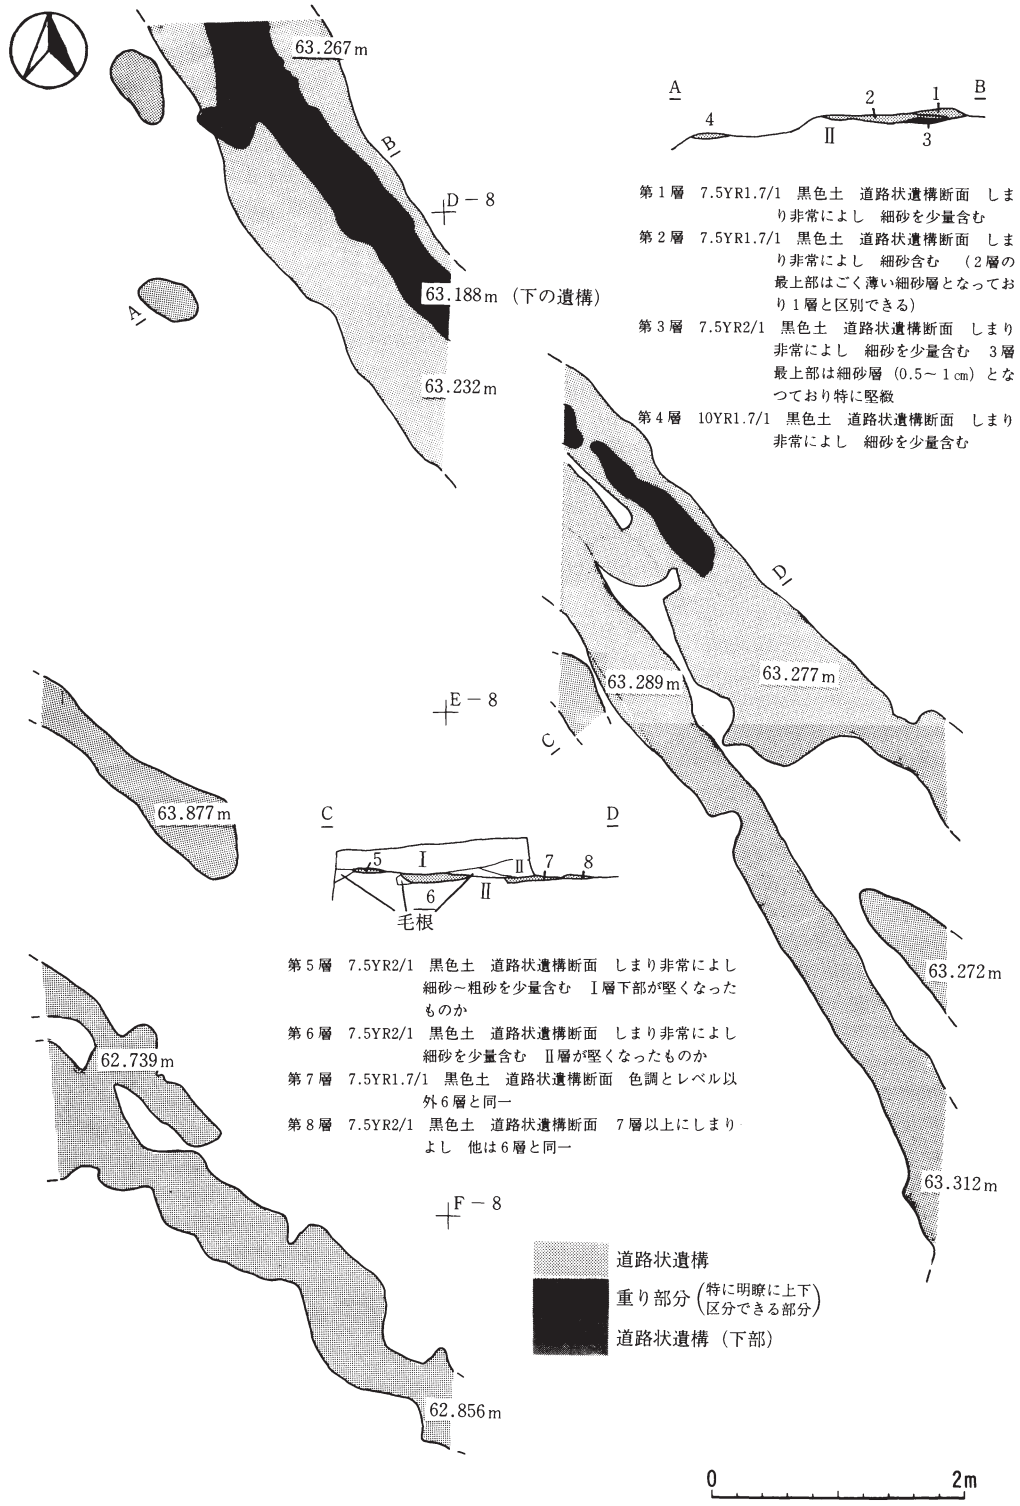 63.267m
B
D-8
A
63.188m (下の遺構)
63.232m
A
B
1
2
4
Ⅱ
3
第1層 7.5YR1.7/1 黒色土 道路状遺構断面 しま
り非常によし 細砂を少量含む
第2層 7.5YR1.7/1 黒色土 道路状遺構断面 しま
り非常によし 細砂含む (2層の
最上部はごく薄い細砂層となってお
り1層と区別できる)
第3層 7.5YR2/1 黒色土 道路状遺構断面 しまり
非常によし 細砂を少量含む 3層
最上部は細砂層 (0.5〜1㎝) とな
つており特に堅緻
第4層 10YR1.7/1 黒色土 道路状遺構断面 しまり
非常によし 細砂を少量含む
D
63.289m
63.277m
C
E-8
63.877m
C
D
5
Ⅰ
Ⅱ
7
8
6
Ⅱ
毛根
第5層 7.5YR2/1 黒色土 道路状遺構断面 しまり非常によし
細砂〜粗砂を少量含む Ⅰ層下部が堅くなった
ものか
第6層 7.5YR2/1 黒色土 道路状遺構断面 しまり非常によし
細砂を少量含む Ⅱ層が堅くなったものか
第7層 7.5YR1.7/1 黒色土 道路状遺構断面 色調とレベル以
外6層と同一
第8層 7.5YR2/1 黒色土 道路状遺構断面 7層以上にしまり
よし 他は6層と同一
63.272m
62.739m
63.312m
F-8
道路状遺構
重り部分(特に明瞭に上下
区分できる部分)
道路状遺構 (下部)
62.856m
0 2m